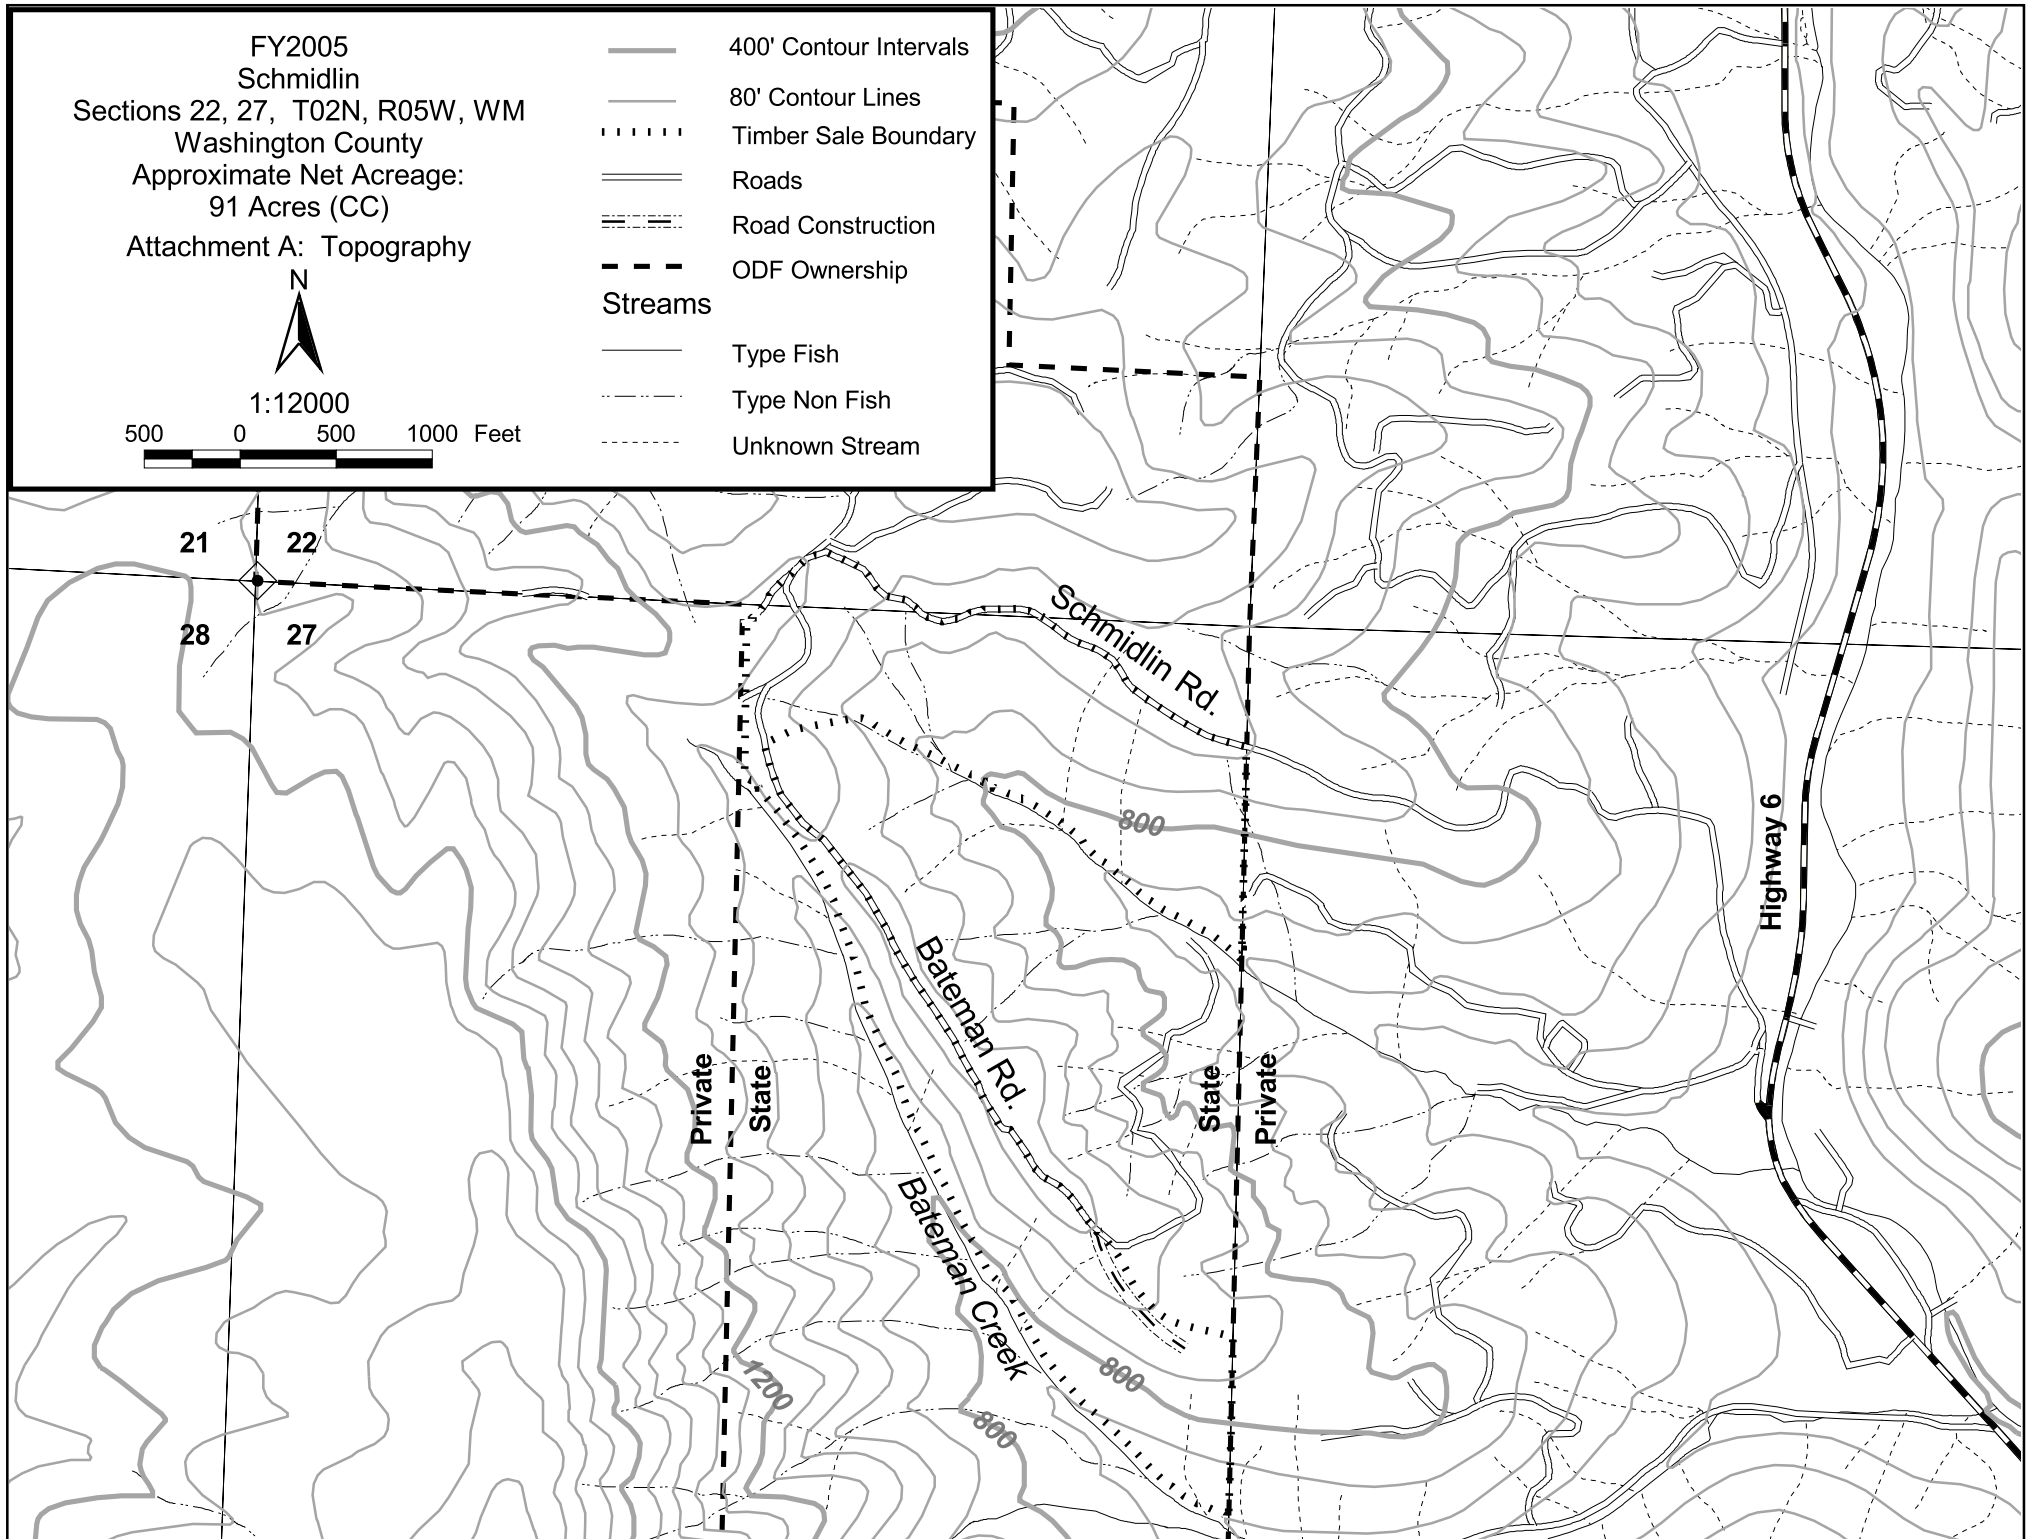 FY2005
Schmidlin
Sections 22, 27,  T02N, R05W, WM
Washington County
Approximate Net Acreage:
91 Acres (CC)
Attachment A:  Topography
N
1:12000
500 0 500 1000 Feet
400' Contour Intervals
80' Contour Lines
Timber Sale Boundary
Roads
Road Construction
ODF Ownership
Streams
Type Fish
Type Non Fish
Unknown Stream
21 22
28 27
Schmidlin Rd.
800
Highway 6
Bateman Rd.
Private
State
State
Private
Bateman Creek
1200
800
800